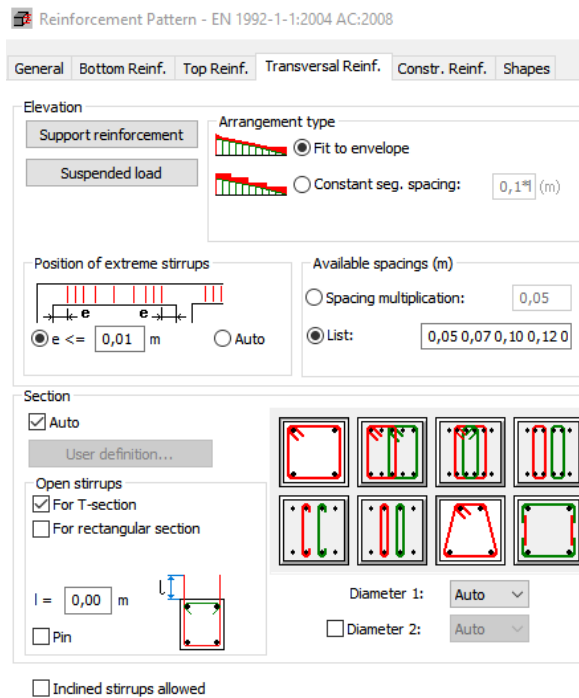 Reinforcement Pattern - EN 1992-1-1:2004 AC:2008
General Bottom Reinf. Top Reinf. Transversal Reinf. Constr. Reinf. Shapes
Elevation
Support reinforcement
Suspended load
Arrangement type
Fit to envelope
Constant seg. spacing: 0,1*l (m)
Position of extreme stirrups
e e
e <= 0,01 m Auto
Available spacings (m)
Spacing multiplication: 0,05
List: 0,05 0,07 0,10 0,12 0
Section
Auto
User definition...
Open stirrups
For T-section
For rectangular section
l = 0,00 m
l
Pin
Diameter 1: Auto
Diameter 2: Auto
Inclined stirrups allowed